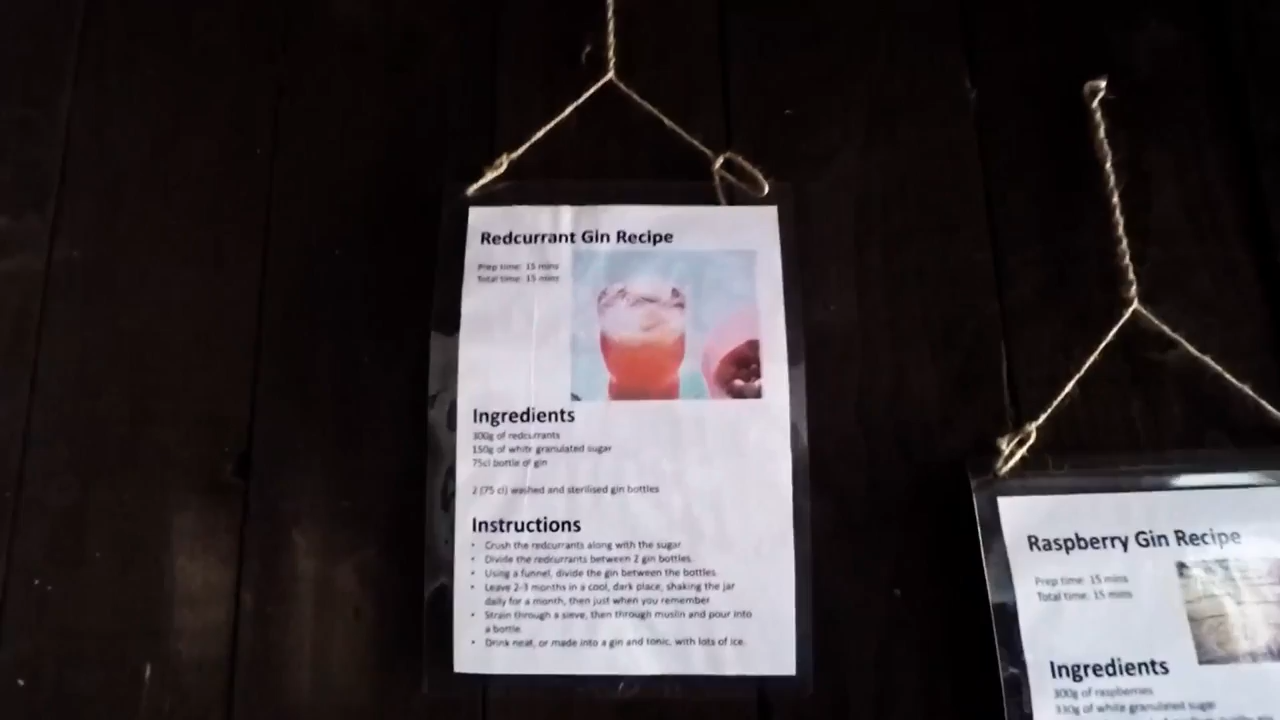 Redcurrant Gin Recipe
Prep time: 15 mins
Total time: 15 mins
Ingredients
300g of redcurrants
150g of white granulated sugar
75cl bottle of gin
2 (75 cl) washed and sterilised gin bottles
Instructions
• Crush the redcurrants along with the sugar
• Divide the redcurrants between 2 gin bottles
• Using a funnel, divide the gin between the bottles
• Leave 2-3 months in a cool, dark place, shaking the jar
daily for a month, then just when you remember
• Strain through a sieve, then through muslin and pour into
a bottle
• Drink neat, or made into a gin and tonic, with lots of ice.
Raspberry Gin Recipe
Prep time: 15 mins
Total time: 15 mins
Ingredients
300g of raspberries
330g of white granulated sugar